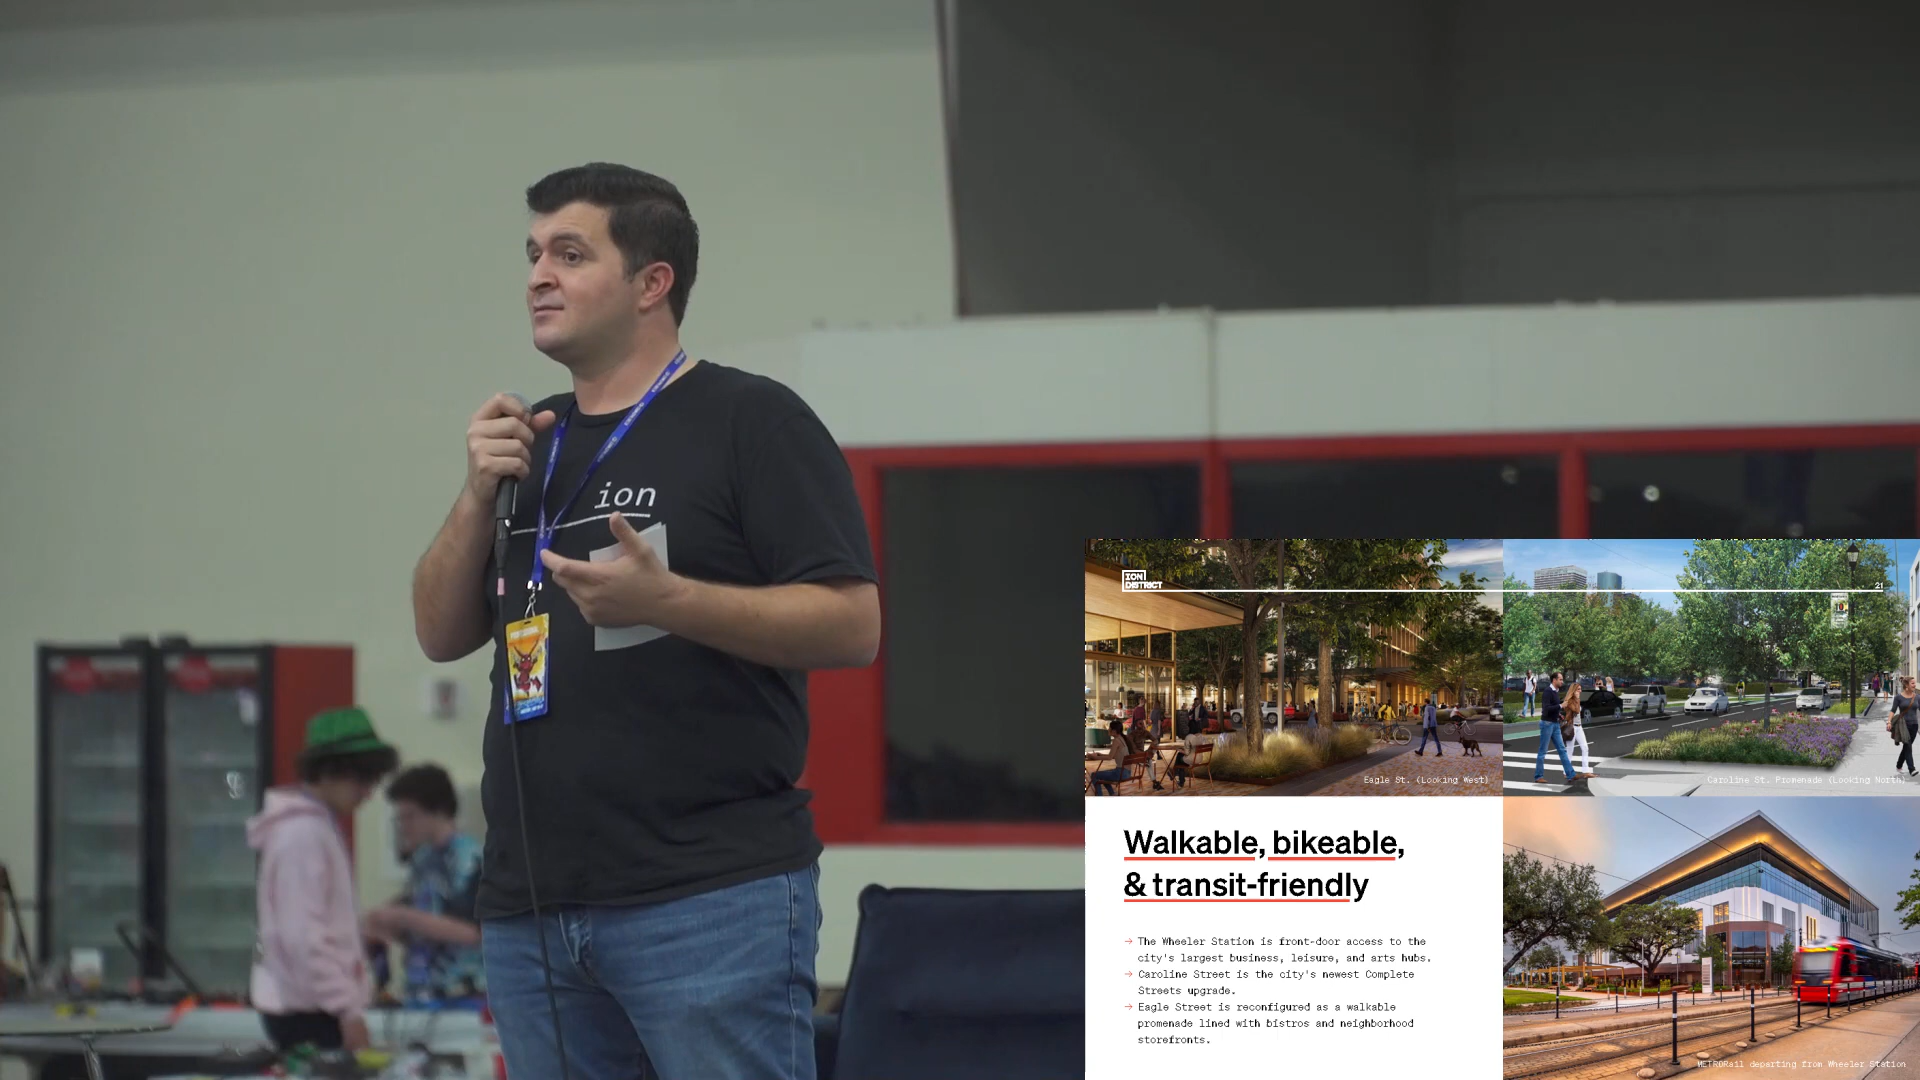 ion
ION
DISTRICT
21
Eagle St. (Looking West)
Caroline St. Promenade (Looking North)
Walkable, bikeable,
& transit-friendly
→ The Wheeler Station is front-door access to the
city's largest business, leisure, and arts hubs.
→ Caroline Street is the city's newest Complete
Streets upgrade.
→ Eagle Street is reconfigured as a walkable
promenade lined with bistros and neighborhood
storefronts.
METRORail departing from Wheeler Station